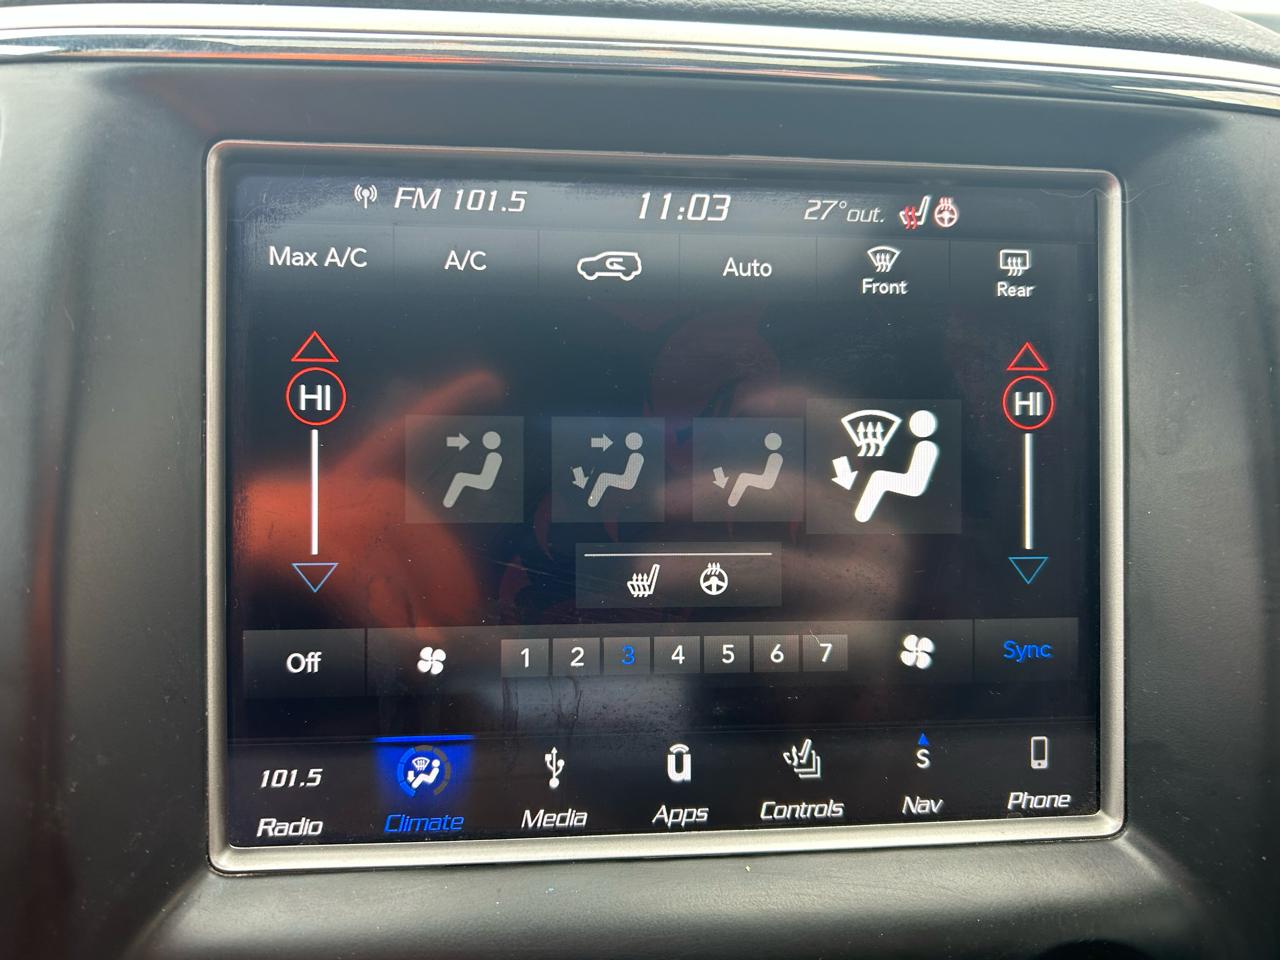 FM 101.5 11:03 27° out.
Max A/C A/C Auto Front Rear
HI HI
Off 1 2 3 4 5 6 7 Sync
101.5 S
Radio Climate Media Apps Controls Nav Phone